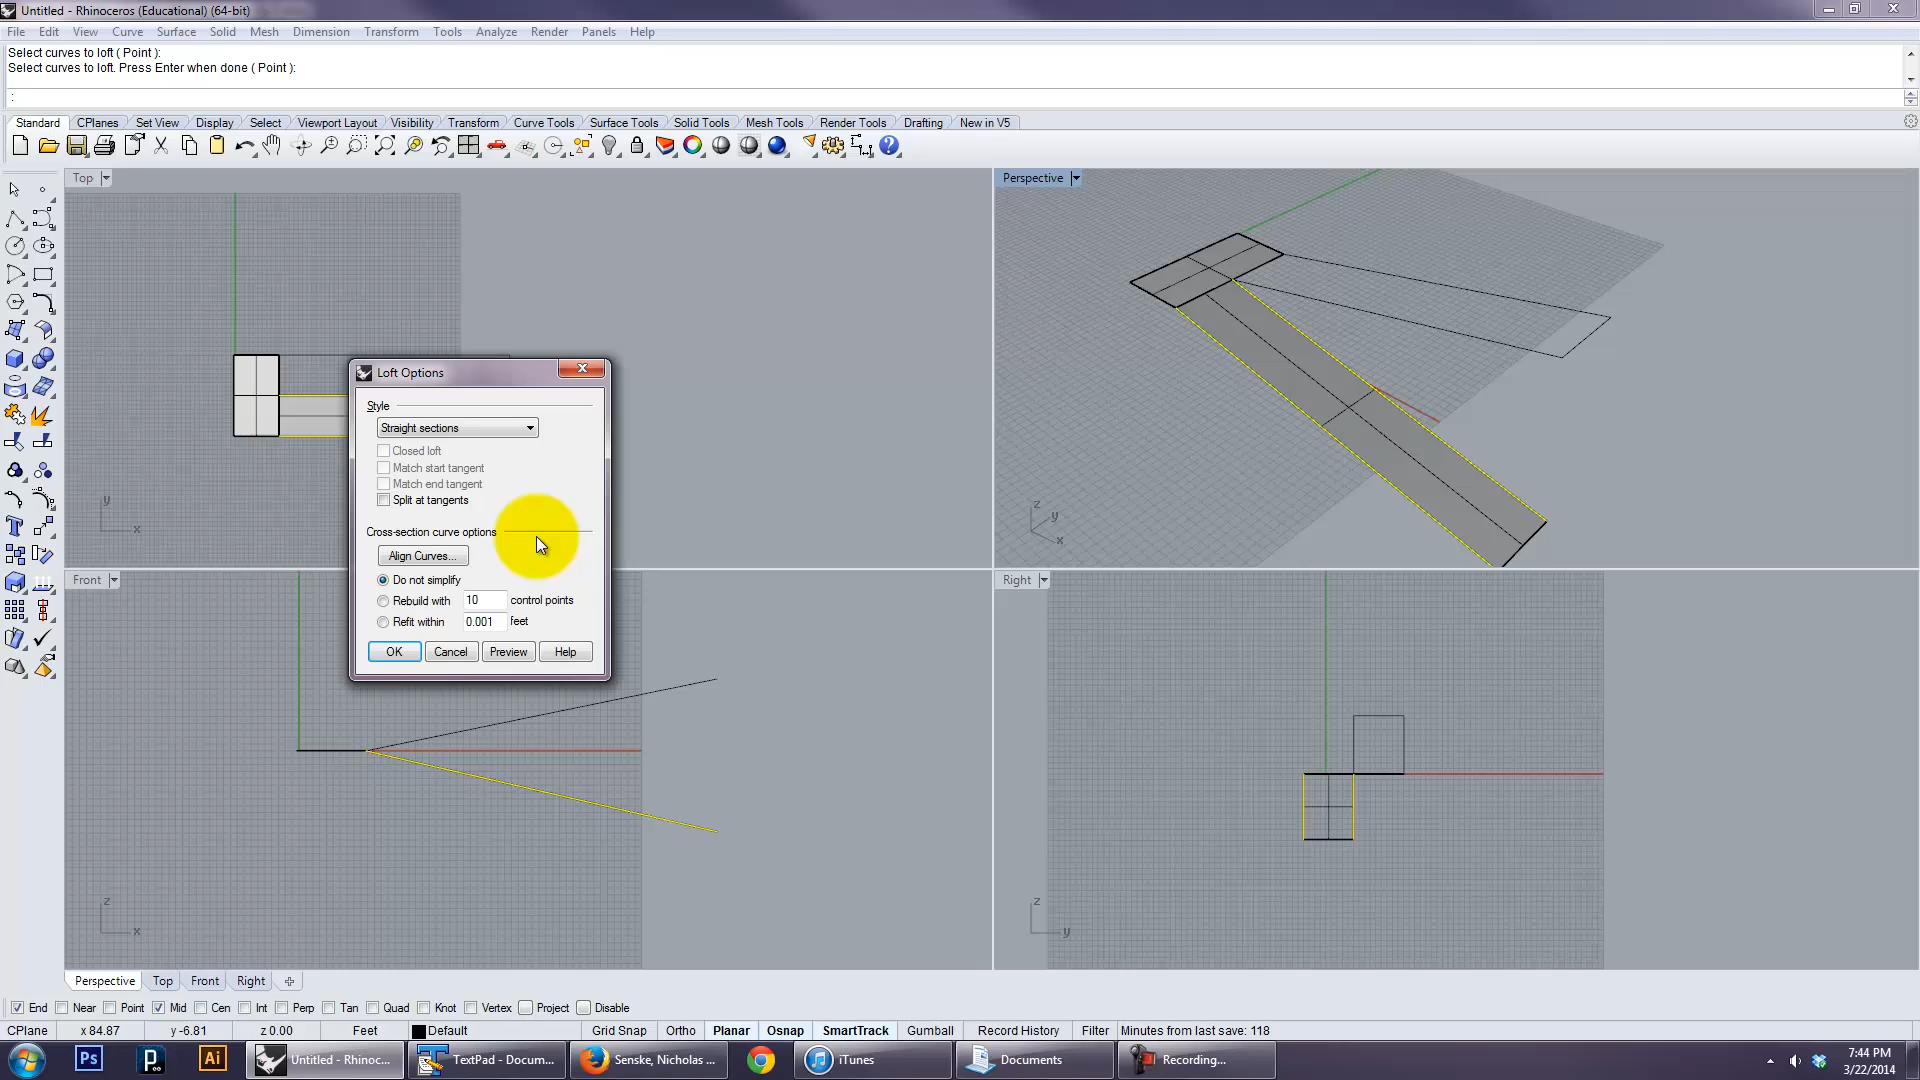 Untitled - Rhinoceros (Educational) (64-bit)
File Edit View Curve Surface Solid Mesh Dimension Transform Tools Analyze Render Panels Help
Select curves to loft ( Point ):
Select curves to loft. Press Enter when done ( Point ):
:
Standard CPlanes Set View Display Select Viewport Layout Visibility Transform Curve Tools Surface Tools Solid Tools Mesh Tools Render Tools Drafting New in V5
Top
Perspective
Loft Options
Style
Straight sections
Closed loft
Match start tangent
Match end tangent
Split at tangents
Cross-section curve options
Align Curves...
Do not simplify
Rebuild with 10 control points
Refit within 0.001 feet
OK Cancel Preview Help
y
x
z
y
x
Front
Right
z
x
z
y
Perspective Top Front Right
End Near Point Mid Cen Int Perp Tan Quad Knot Vertex Project Disable
CPlane x 84.87 y -6.81 z 0.00 Feet Default Grid Snap Ortho Planar Osnap SmartTrack Gumball Record History Filter Minutes from last save: 118
Ps p Ai Untitled - Rhinoc... TextPad - Docum... Senske, Nicholas ... iTunes Documents Recording... 7:44 PM
3/22/2014